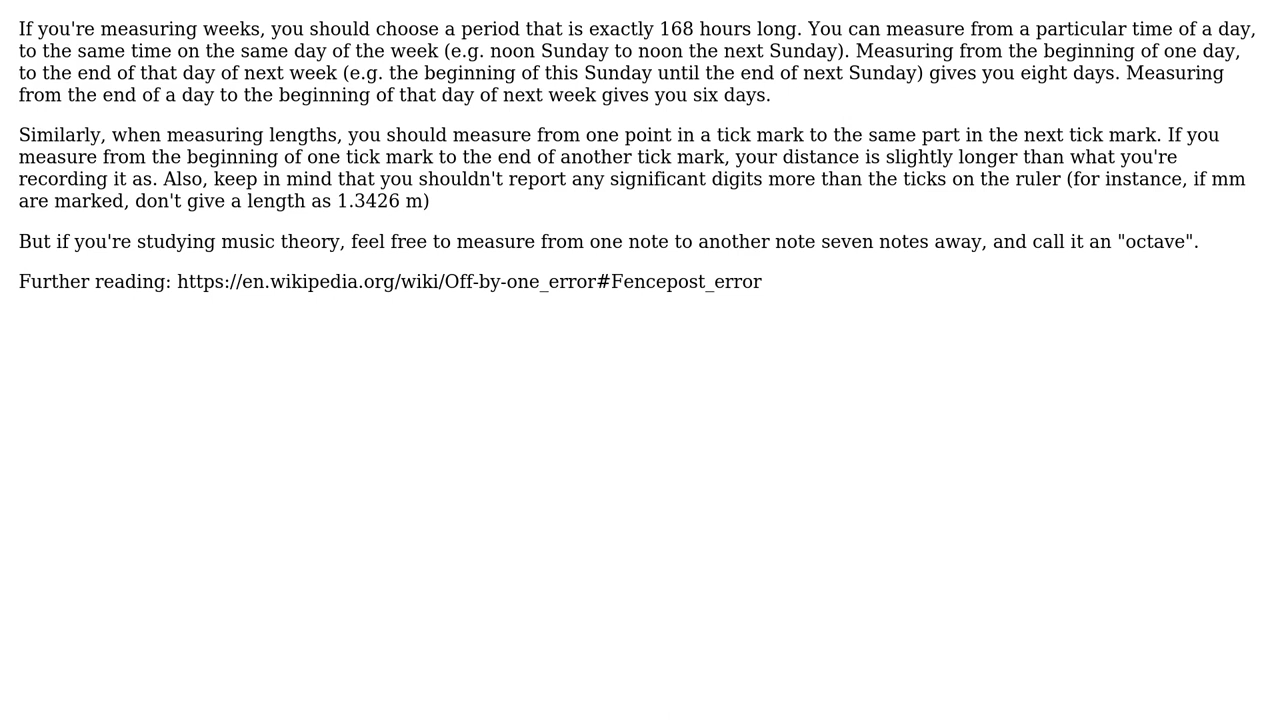 If you're measuring weeks, you should choose a period that is exactly 168 hours long. You can measure from a particular time of a day,
to the same time on the same day of the week (e.g. noon Sunday to noon the next Sunday). Measuring from the beginning of one day,
to the end of that day of next week (e.g. the beginning of this Sunday until the end of next Sunday) gives you eight days. Measuring
from the end of a day to the beginning of that day of next week gives you six days.
Similarly, when measuring lengths, you should measure from one point in a tick mark to the same part in the next tick mark. If you
measure from the beginning of one tick mark to the end of another tick mark, your distance is slightly longer than what you're
recording it as. Also, keep in mind that you shouldn't report any significant digits more than the ticks on the ruler (for instance, if mm
are marked, don't give a length as 1.3426 m)
But if you're studying music theory, feel free to measure from one note to another note seven notes away, and call it an "octave".
Further reading: https://en.wikipedia.org/wiki/Off-by-one_error#Fencepost_error